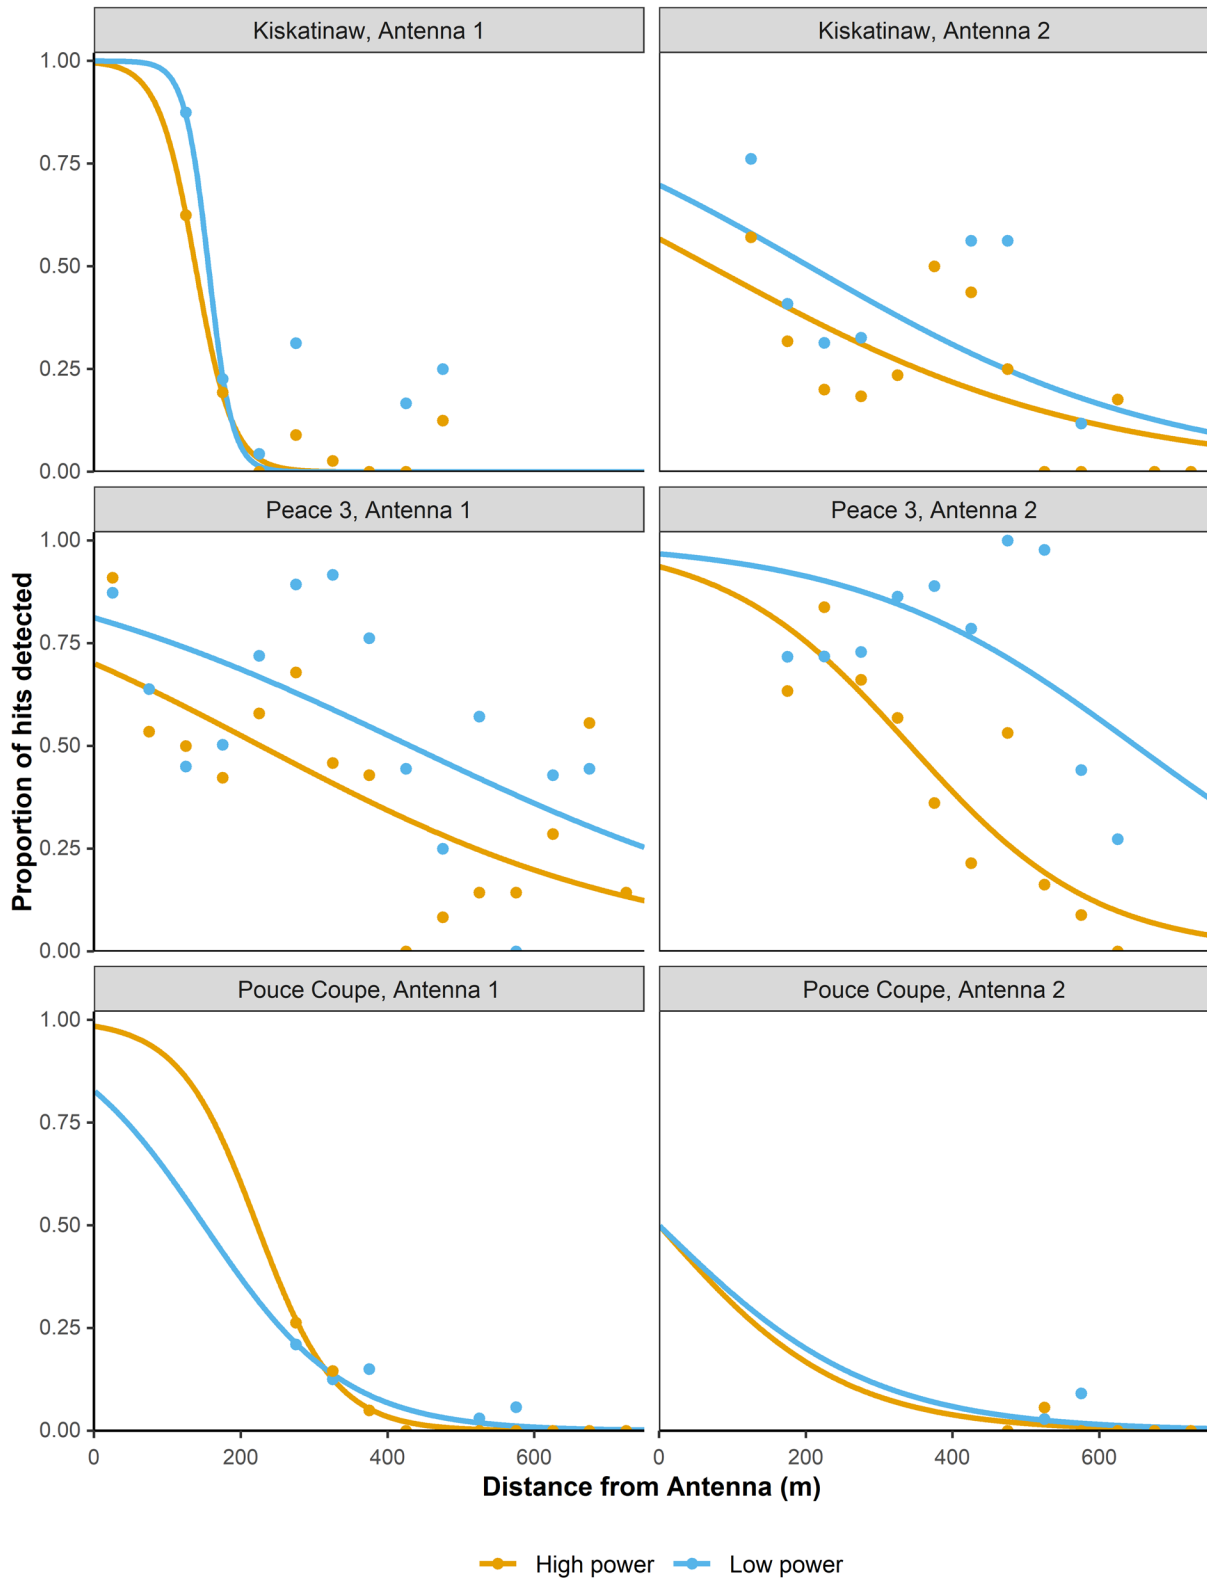 Kiskatinaw, Antenna 1
Kiskatinaw, Antenna 2
1.00
0.75
0.50
0.25
0.00
Peace 3, Antenna 1
Peace 3, Antenna 2
1.00
0.75
0.50
0.25
0.00
Proportion of hits detected
Pouce Coupe, Antenna 1
Pouce Coupe, Antenna 2
1.00
0.75
0.50
0.25
0.00
0 200 400 600
0 200 400 600
Distance from Antenna (m)
High power Low power